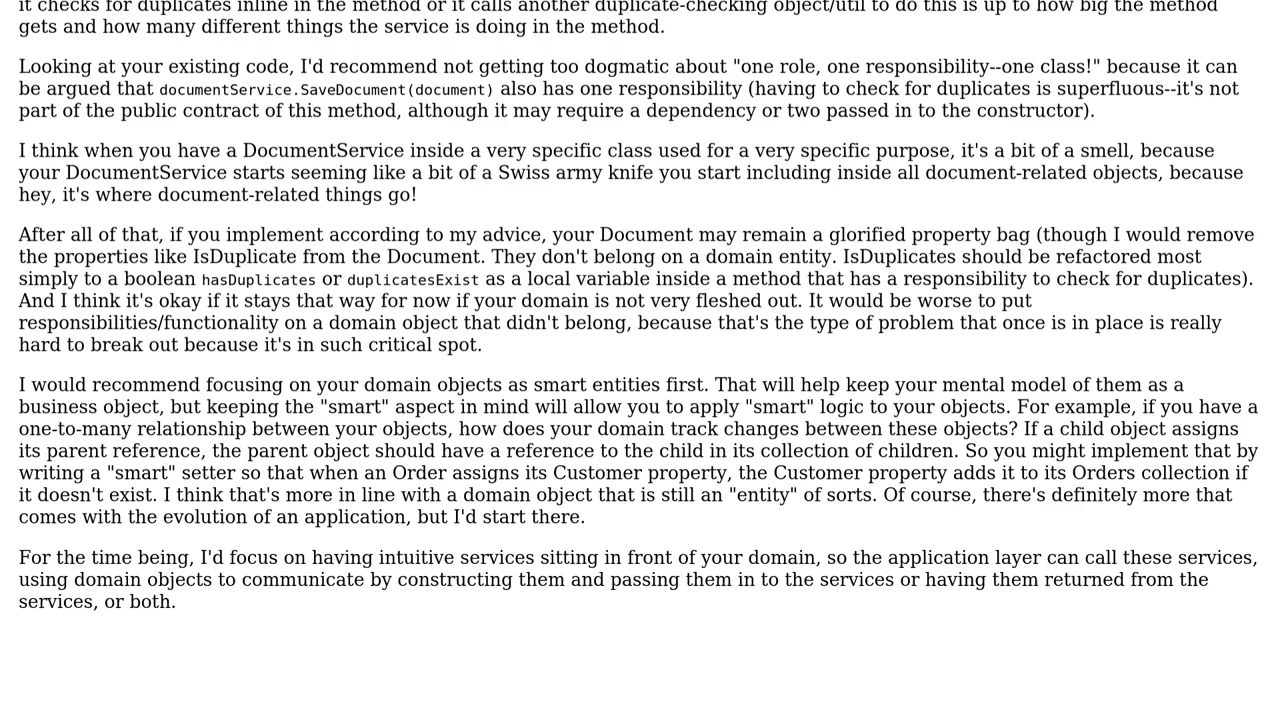 it checks for duplicates inline in the method or it calls another duplicate-checking object/util to do this is up to how big the method
gets and how many different things the service is doing in the method.
Looking at your existing code, I'd recommend not getting too dogmatic about "one role, one responsibility--one class!" because it can
be argued that documentService.SaveDocument(document) also has one responsibility (having to check for duplicates is superfluous--it's not
part of the public contract of this method, although it may require a dependency or two passed in to the constructor).
I think when you have a DocumentService inside a very specific class used for a very specific purpose, it's a bit of a smell, because
your DocumentService starts seeming like a bit of a Swiss army knife you start including inside all document-related objects, because
hey, it's where document-related things go!
After all of that, if you implement according to my advice, your Document may remain a glorified property bag (though I would remove
the properties like IsDuplicate from the Document. They don't belong on a domain entity. IsDuplicates should be refactored most
simply to a boolean hasDuplicates or duplicatesExist as a local variable inside a method that has a responsibility to check for duplicates).
And I think it's okay if it stays that way for now if your domain is not very fleshed out. It would be worse to put
responsibilities/functionality on a domain object that didn't belong, because that's the type of problem that once is in place is really
hard to break out because it's in such critical spot.
I would recommend focusing on your domain objects as smart entities first. That will help keep your mental model of them as a
business object, but keeping the "smart" aspect in mind will allow you to apply "smart" logic to your objects. For example, if you have a
one-to-many relationship between your objects, how does your domain track changes between these objects? If a child object assigns
its parent reference, the parent object should have a reference to the child in its collection of children. So you might implement that by
writing a "smart" setter so that when an Order assigns its Customer property, the Customer property adds it to its Orders collection if
it doesn't exist. I think that's more in line with a domain object that is still an "entity" of sorts. Of course, there's definitely more that
comes with the evolution of an application, but I'd start there.
For the time being, I'd focus on having intuitive services sitting in front of your domain, so the application layer can call these services,
using domain objects to communicate by constructing them and passing them in to the services or having them returned from the
services, or both.